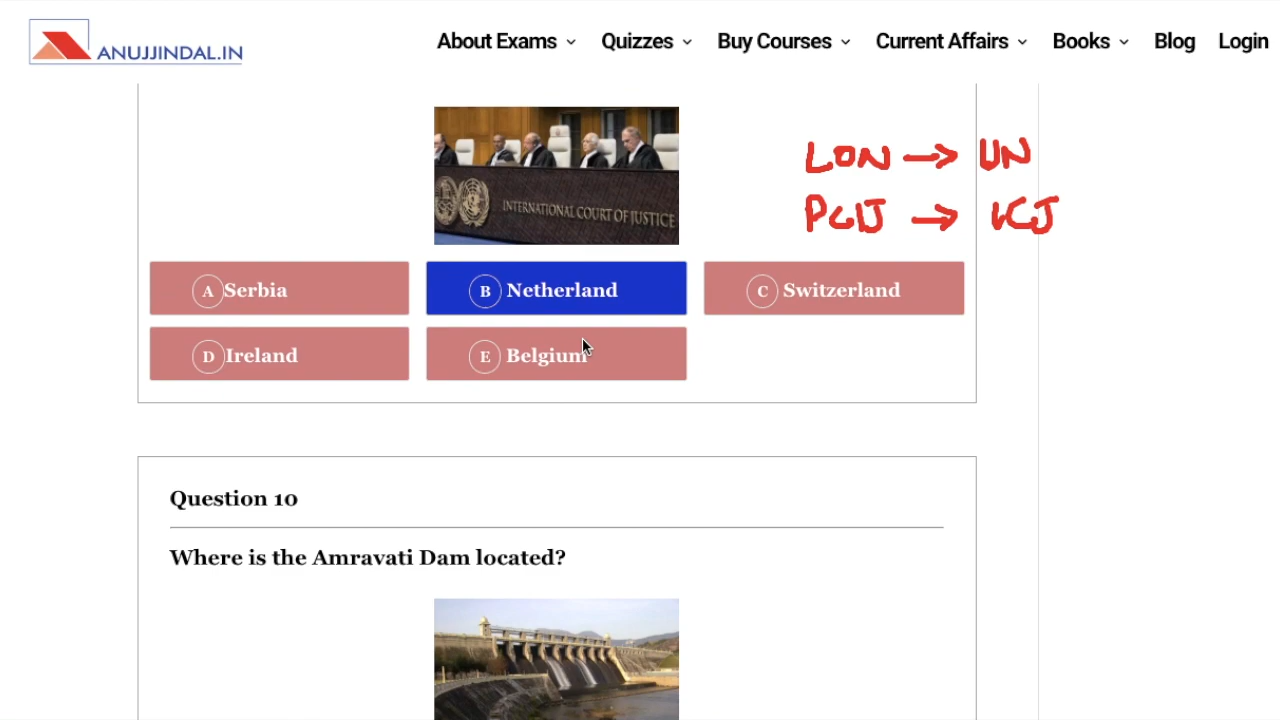 ANUJJINDAL.IN
About Exams Quizzes Buy Courses Current Affairs Books Blog Login
INTERNATIONAL COURT OF JUSTICE
LON → UN
PCIJ → ICJ
A Serbia
B Netherland
C Switzerland
D Ireland
E Belgium
Question 10
Where is the Amravati Dam located?